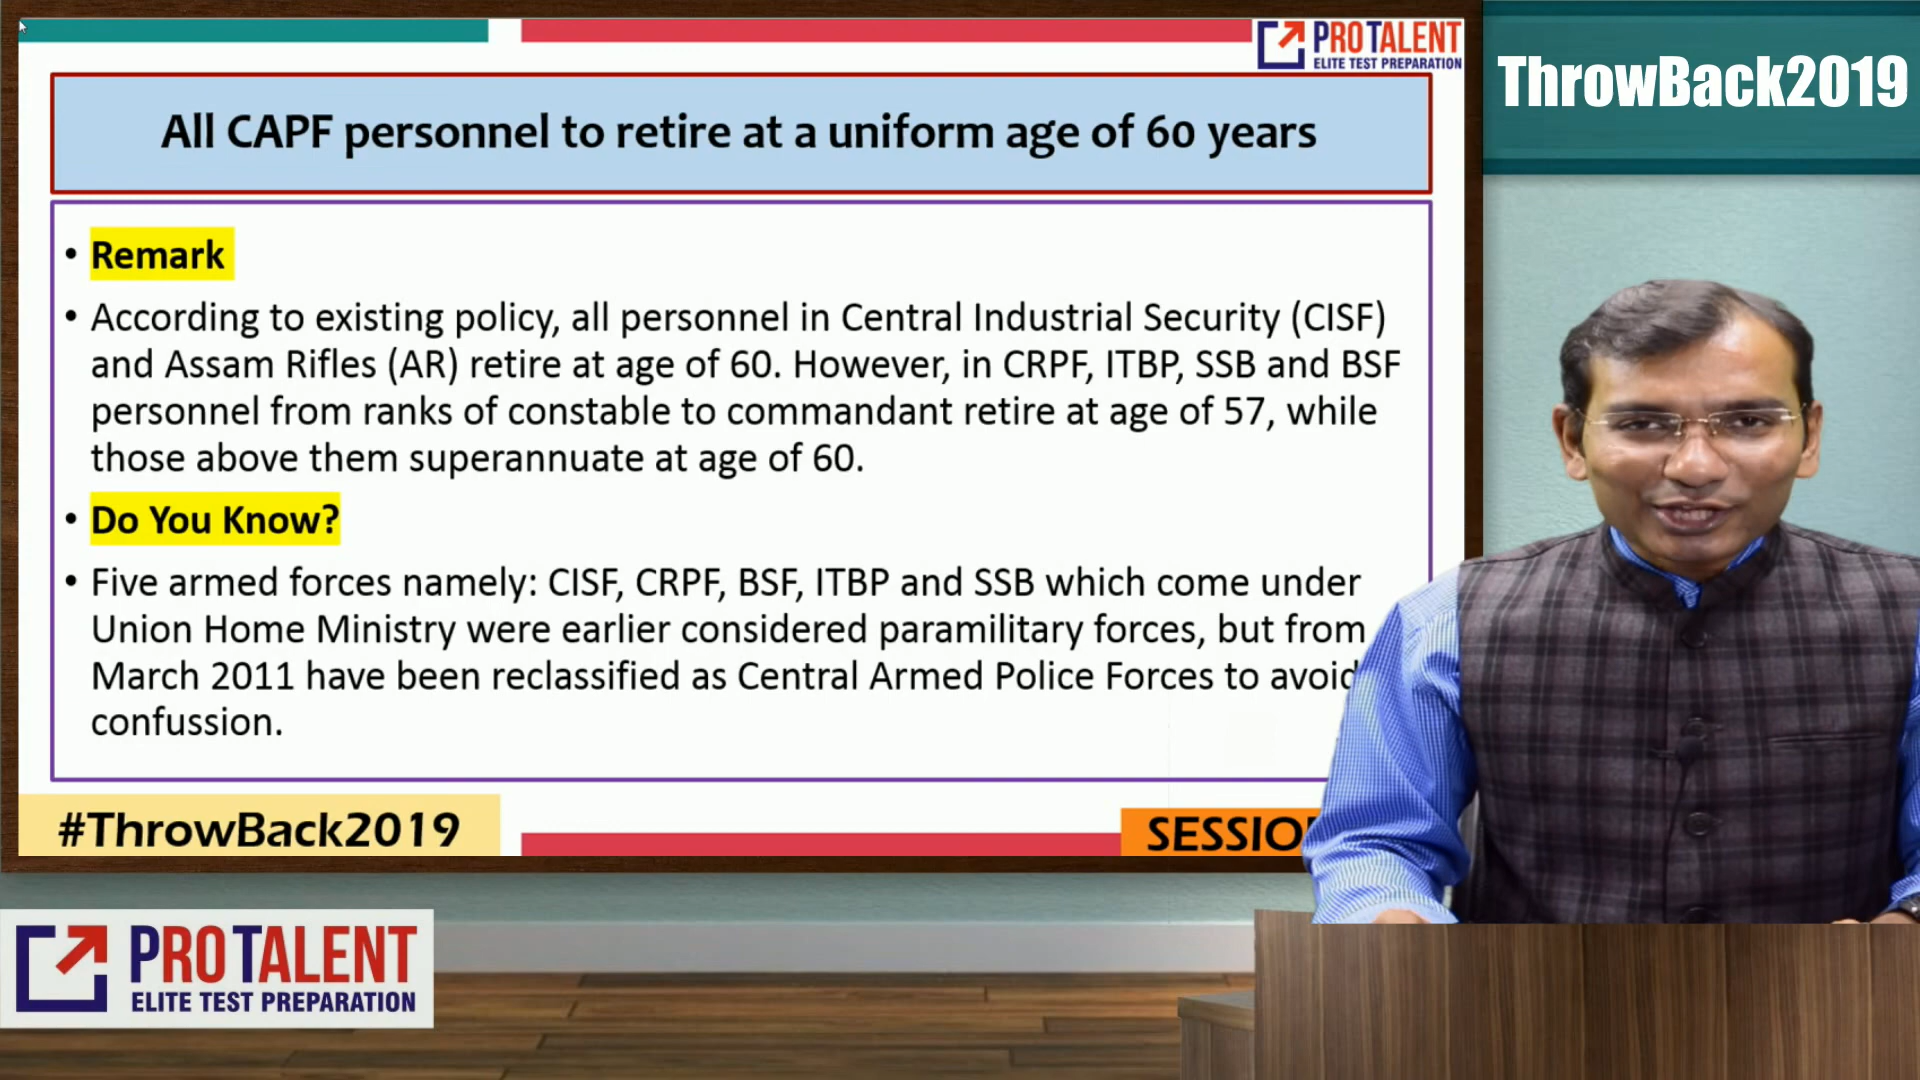 PRO TALENT
ELITE TEST PREPARATION
ThrowBack2019
All CAPF personnel to retire at a uniform age of 60 years
• Remark
• According to existing policy, all personnel in Central Industrial Security (CISF)
and Assam Rifles (AR) retire at age of 60. However, in CRPF, ITBP, SSB and BSF
personnel from ranks of constable to commandant retire at age of 57, while
those above them superannuate at age of 60.
• Do You Know?
• Five armed forces namely: CISF, CRPF, BSF, ITBP and SSB which come under
Union Home Ministry were earlier considered paramilitary forces, but from
March 2011 have been reclassified as Central Armed Police Forces to avoid
confussion.
#ThrowBack2019
PRO TALENT
ELITE TEST PREPARATION